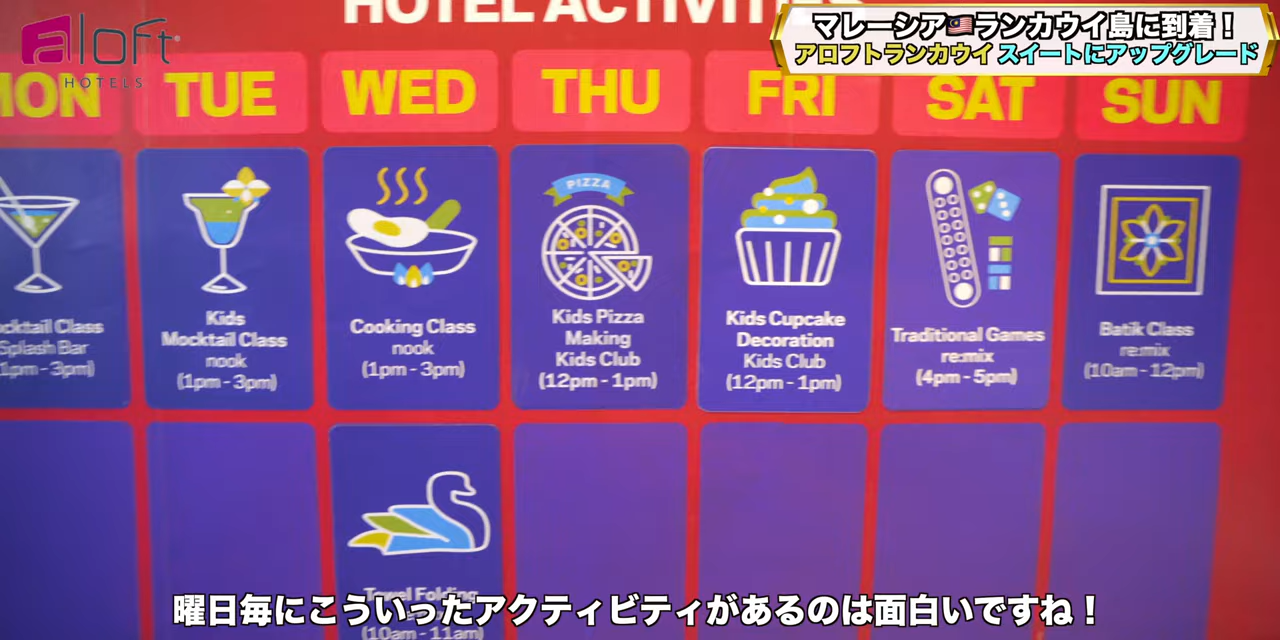 HOTEL ACTIVITIES
aloft
HOTELS
マレーシア🇲🇾ランカウイ島に到着！
アロフトランカウイ スイートにアップグレード
MON
TUE
WED
THU
FRI
SAT
SUN
Mocktail Class
Splash Bar
(1pm - 3pm)
Kids
Mocktail Class
nook
(1pm - 3pm)
Cooking Class
nook
(1pm - 3pm)
PIZZA
Kids Pizza
Making
Kids Club
(12pm - 1pm)
Kids Cupcake
Decoration
Kids Club
(12pm - 1pm)
Traditional Games
re:mix
(4pm - 5pm)
Batik Class
re:mix
(10am - 12pm)
Towel Folding
(10am - 11am)
曜日毎にこういったアクティビティがあるのは面白いですね！